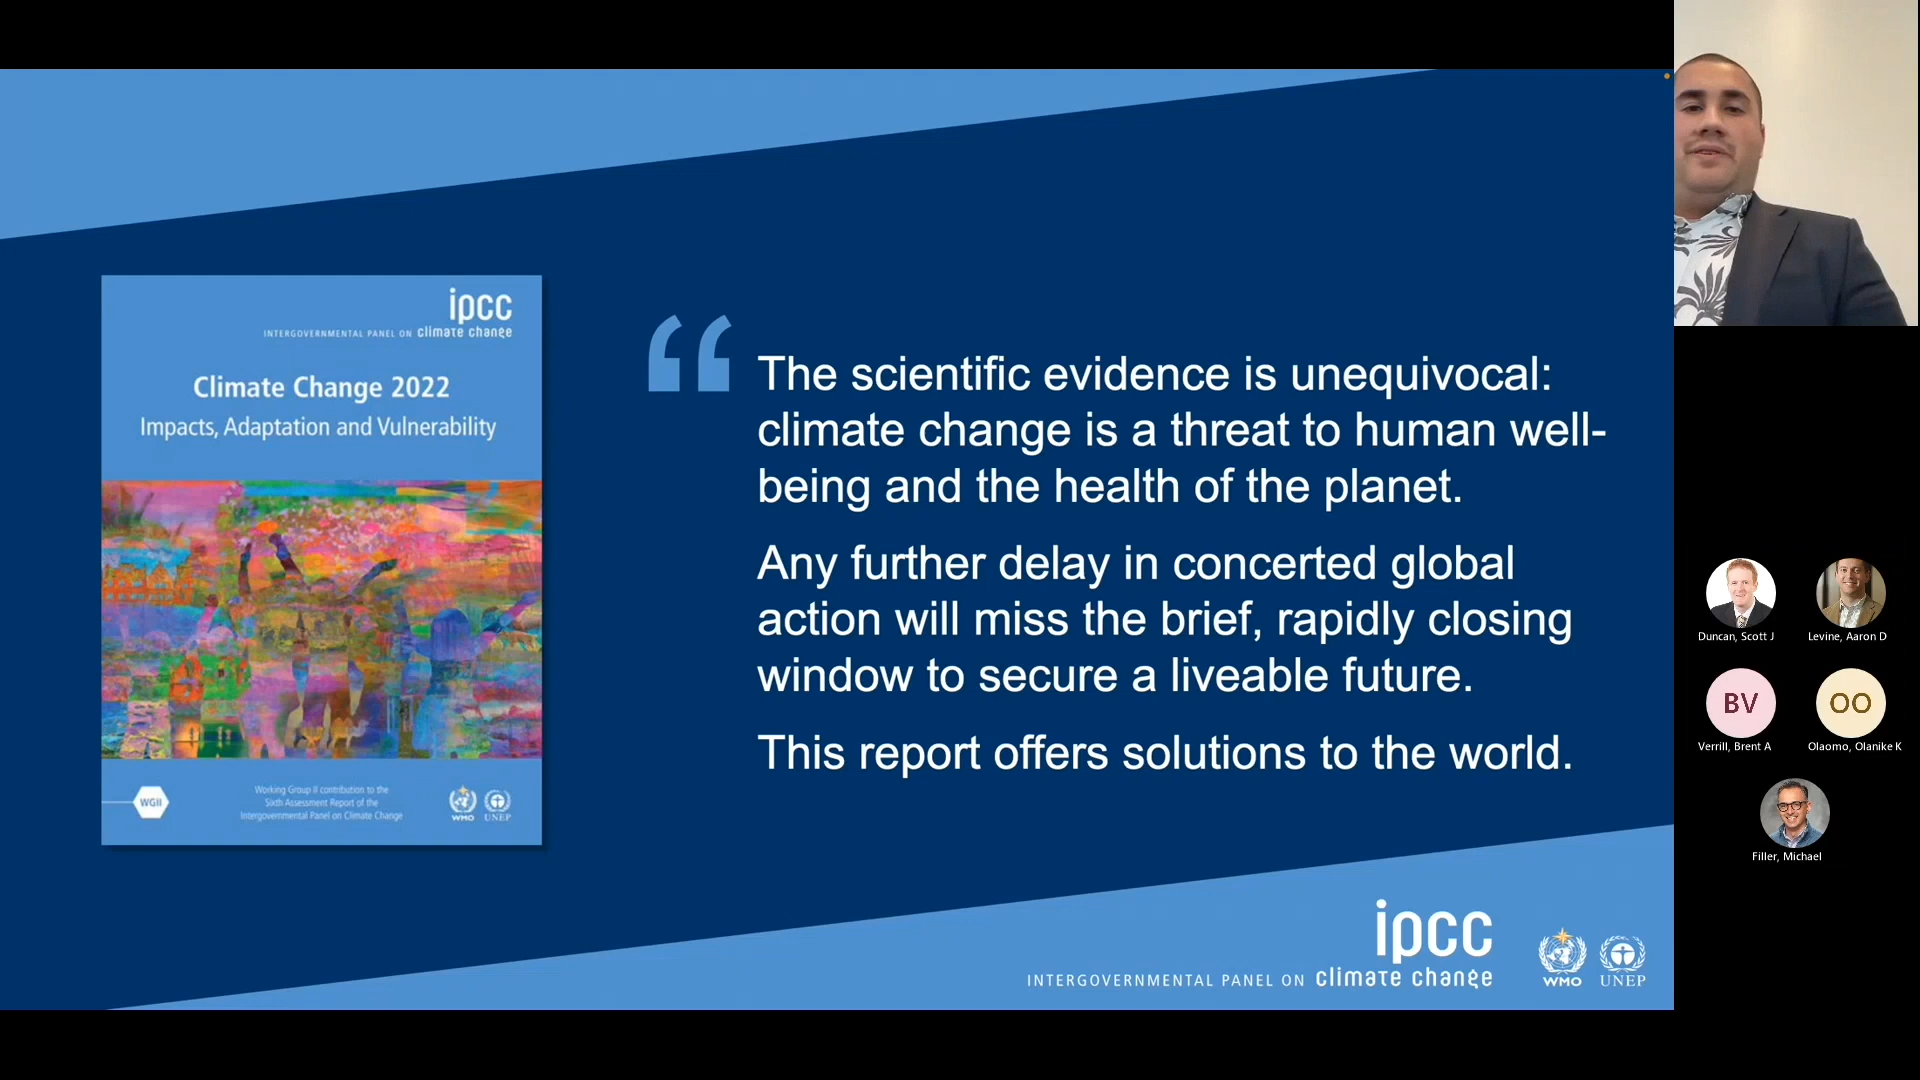 ipcc
INTERGOVERNMENTAL PANEL ON climate change
Climate Change 2022
Impacts, Adaptation and Vulnerability
WGII
Working Group II contribution to the
Sixth Assessment Report of the
Intergovernmental Panel on Climate Change
WMO UNEP
“
The scientific evidence is unequivocal:
climate change is a threat to human well-
being and the health of the planet.
Any further delay in concerted global
action will miss the brief, rapidly closing
window to secure a liveable future.
This report offers solutions to the world.
ipcc
INTERGOVERNMENTAL PANEL ON climate change
WMO UNEP
Duncan, Scott J
Levine, Aaron D
BV
Verrill, Brent A
OO
Olaomo, Olanike K
Filler, Michael